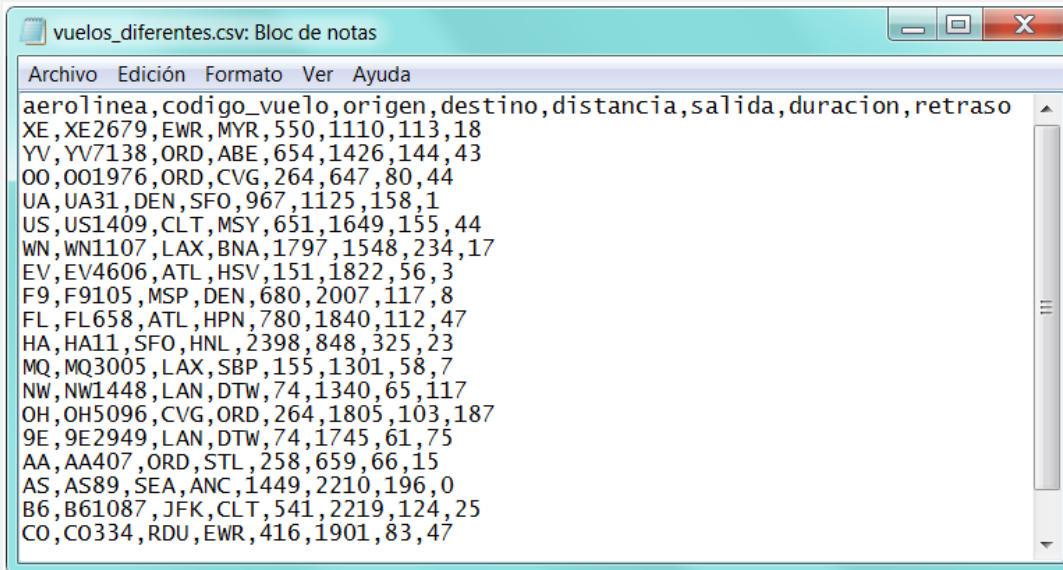 vuelos_diferentes.csv: Bloc de notas
Archivo Edición Formato Ver Ayuda
aerolinea,codigo_vuelo,origen,destino,distancia,salida,duracion,retraso
XE,XE2679,EWR,MYR,550,1110,113,18
YV,YV7138,ORD,ABE,654,1426,144,43
OO,OO1976,ORD,CVG,264,647,80,44
UA,UA31,DEN,SFO,967,1125,158,1
US,US1409,CLT,MSY,651,1649,155,44
WN,WN1107,LAX,BNA,1797,1548,234,17
EV,EV4606,ATL,HSV,151,1822,56,3
F9,F9105,MSP,DEN,680,2007,117,8
FL,FL658,ATL,HPN,780,1840,112,47
HA,HA11,SFO,HNL,2398,848,325,23
MQ,MQ3005,LAX,SBP,155,1301,58,7
NW,NW1448,LAN,DTW,74,1340,65,117
OH,OH5096,CVG,ORD,264,1805,103,187
9E,9E2949,LAN,DTW,74,1745,61,75
AA,AA407,ORD,STL,258,659,66,15
AS,AS89,SEA,ANC,1449,2210,196,0
B6,B61087,JFK,CLT,541,2219,124,25
CO,CO334,RDU,EWR,416,1901,83,47